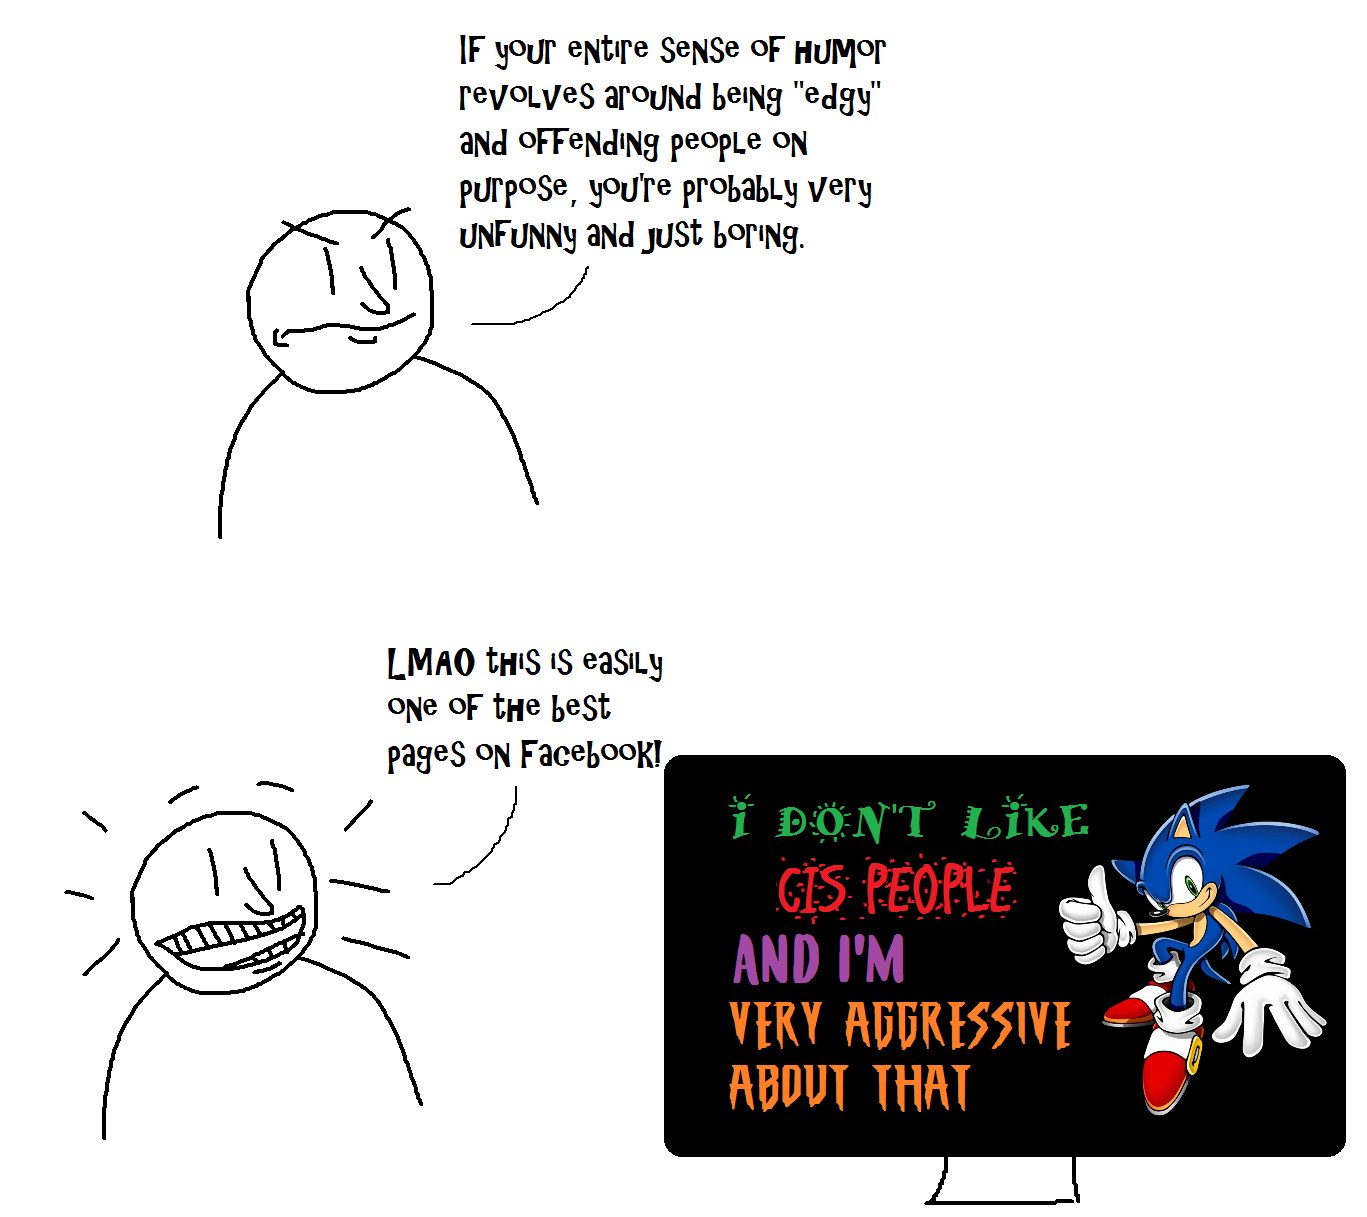 IF your entire sense of humor
revolves around being "edgy"
and offending people on
purpose, you're probably very
unfunny and just boring.
LMAO this is easily
one of the best
pages on Facebook!
i DON'T LiKE
CIS PEOPLE
AND I'M
VERY AGGRESSIVE
ABOUT THAT